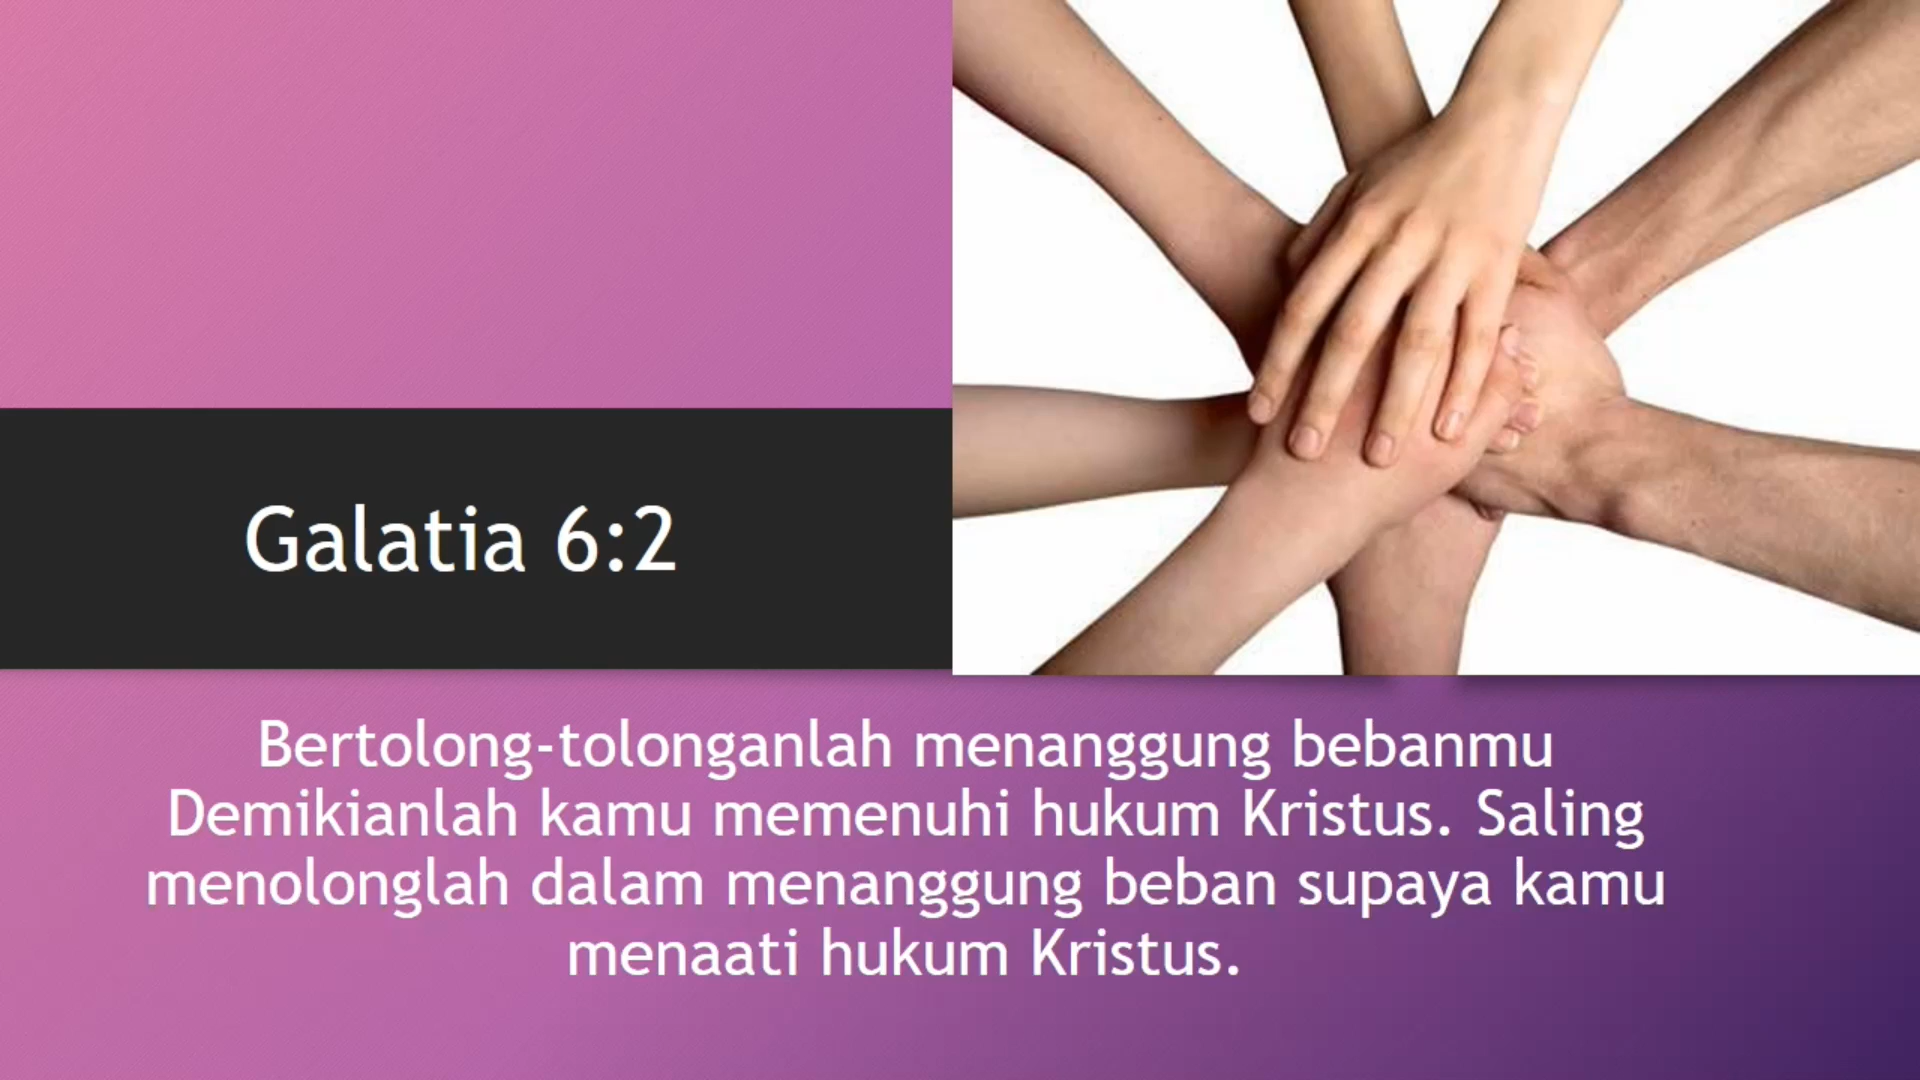 Galatia 6:2
Bertolong-tolonganlah menanggung bebanmu
Demikianlah kamu memenuhi hukum Kristus. Saling
menolonglah dalam menanggung beban supaya kamu
menaati hukum Kristus.